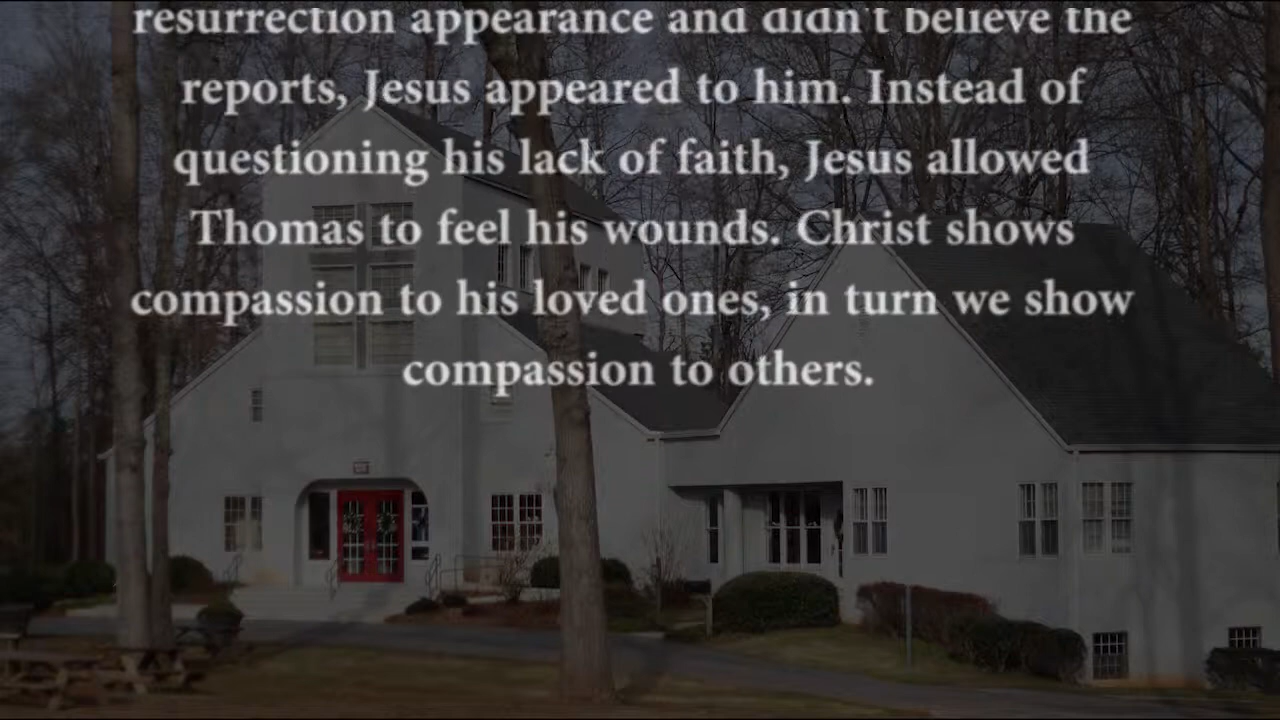 resurrection appearance and didn't believe the
reports, Jesus appeared to him. Instead of
questioning his lack of faith, Jesus allowed
Thomas to feel his wounds. Christ shows
compassion to his loved ones, in turn we show
compassion to others.